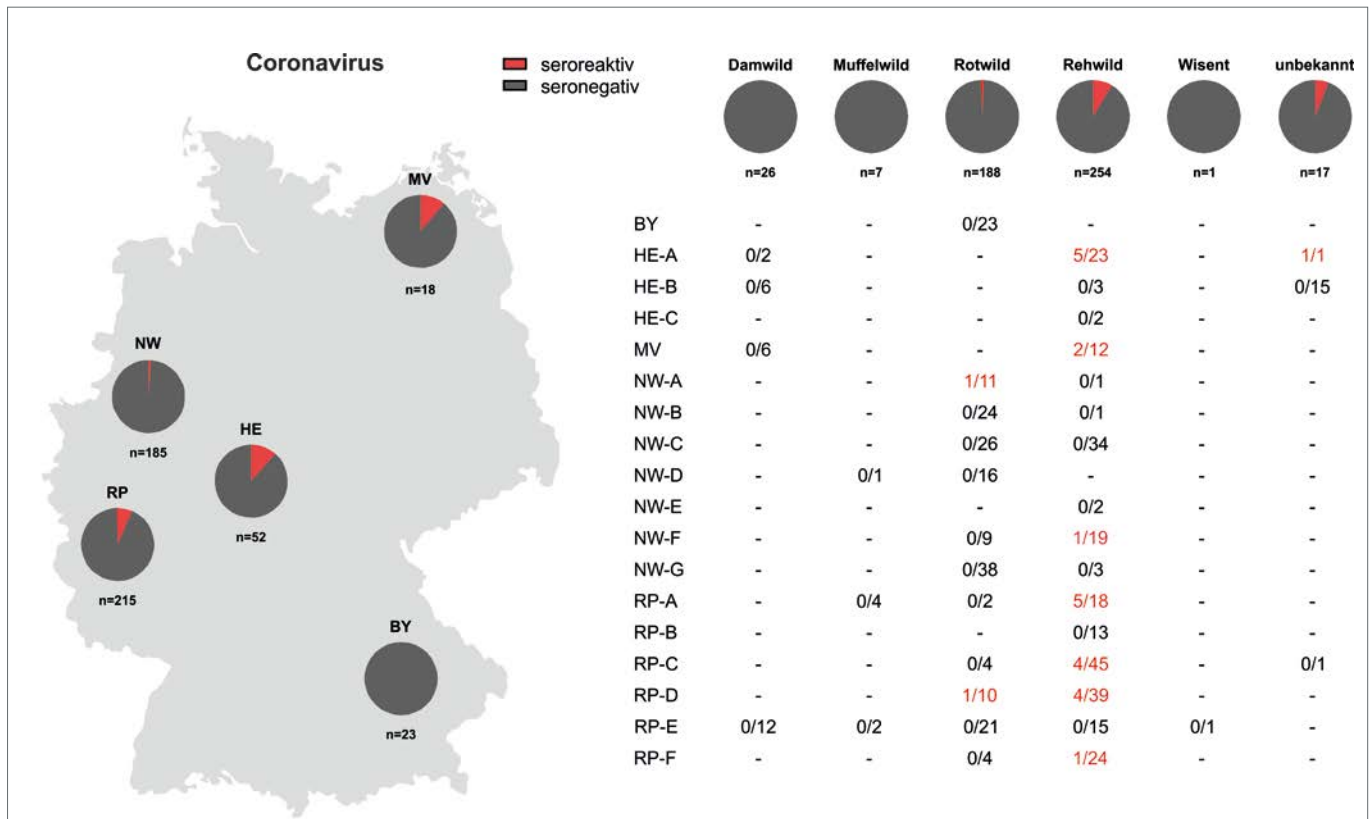 Coronavirus
seroreaktiv
seronegativ
MV
n=18
NW
n=185
HE
n=52
RP
n=215
BY
n=23
Damwild Muffelwild Rotwild Rehwild Wisent unbekannt
n=26 n=7 n=188 n=254 n=1 n=17
BY - - 0/23 - - -
HE-A 0/2 - - 5/23 - 1/1
HE-B 0/6 - - 0/3 - 0/15
HE-C - - - 0/2 - -
MV 0/6 - - 2/12 - -
NW-A - - 1/11 0/1 - -
NW-B - - 0/24 0/1 - -
NW-C - - 0/26 0/34 - -
NW-D - 0/1 0/16 - - -
NW-E - - - 0/2 - -
NW-F - - 0/9 1/19 - -
NW-G - - 0/38 0/3 - -
RP-A - 0/4 0/2 5/18 - -
RP-B - - - 0/13 - -
RP-C - - 0/4 4/45 - 0/1
RP-D - - 1/10 4/39 - -
RP-E 0/12 0/2 0/21 0/15 0/1 -
RP-F - - 0/4 1/24 - -